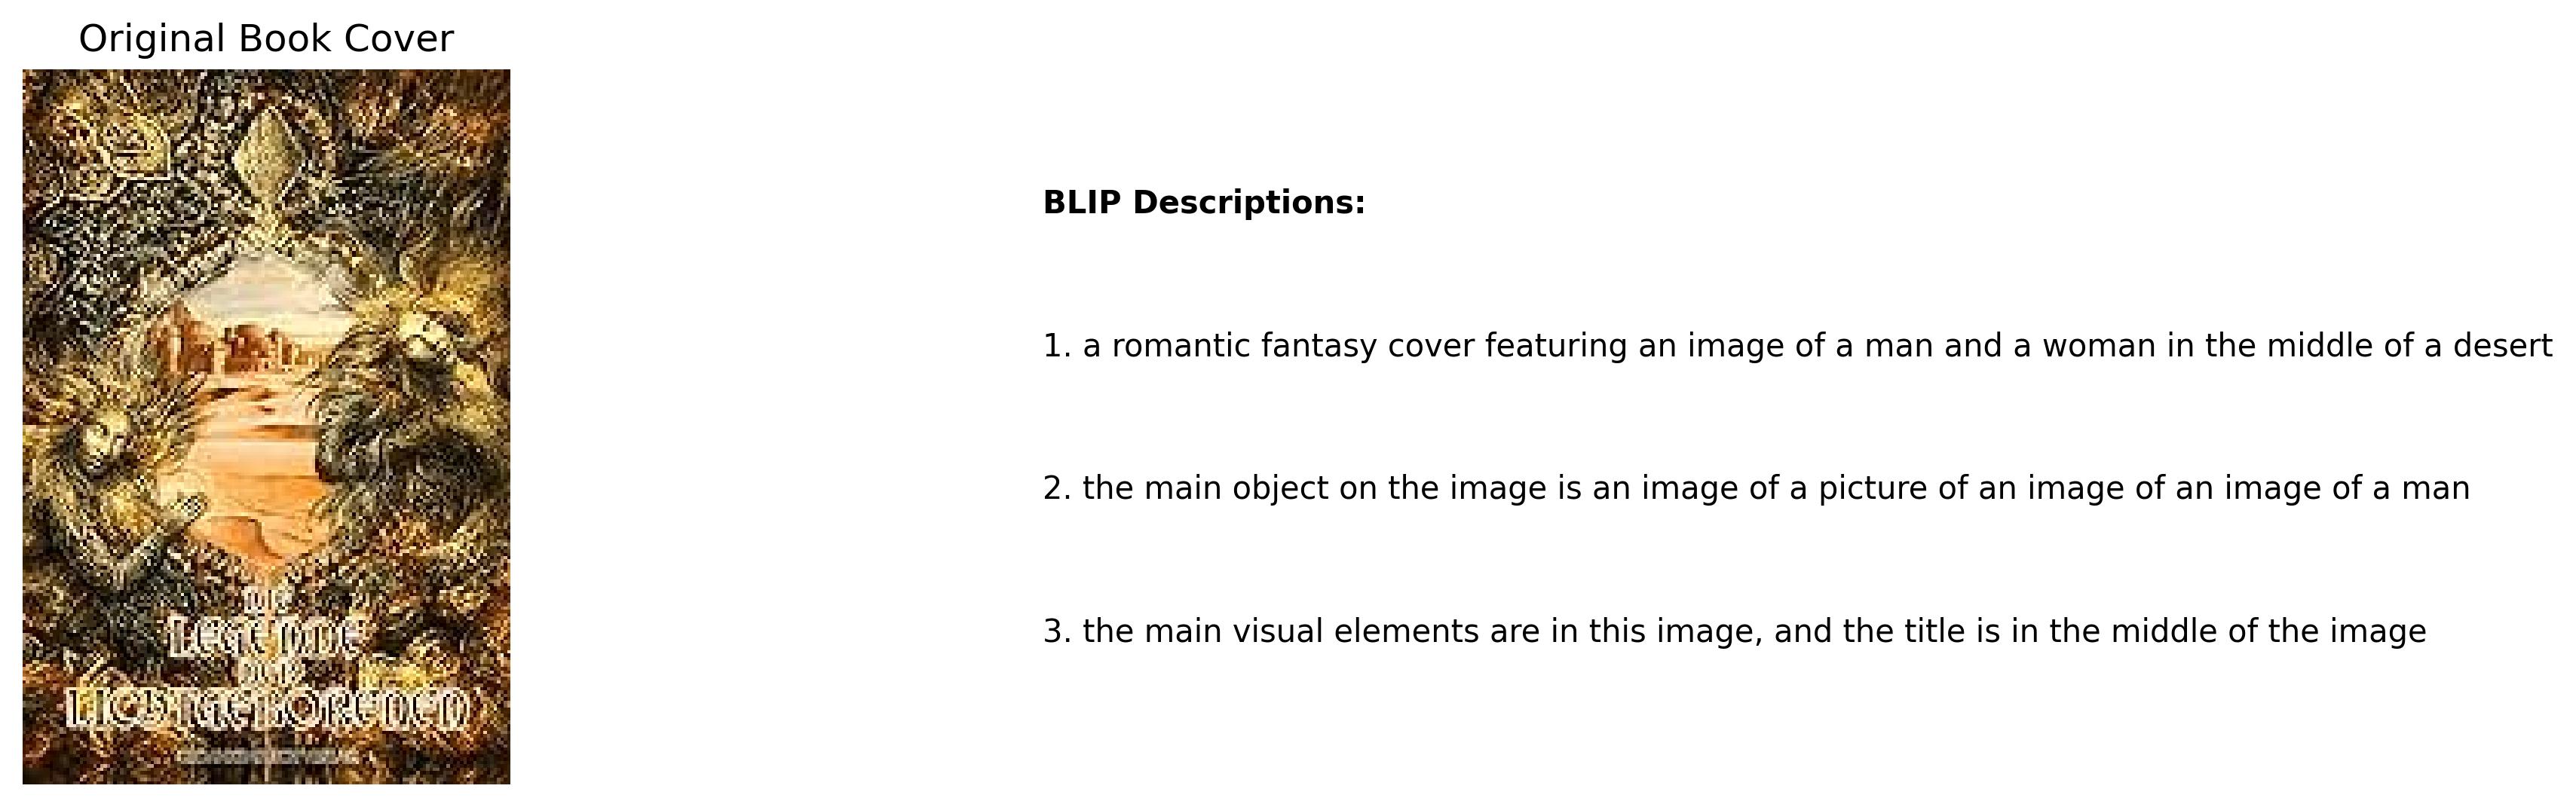 Original Book Cover
DIE
LEGENDE
DER
LICHTGEBORENEN
BLIP Descriptions:
1. a romantic fantasy cover featuring an image of a man and a woman in the middle of a desert
2. the main object on the image is an image of a picture of an image of an image of a man
3. the main visual elements are in this image, and the title is in the middle of the image